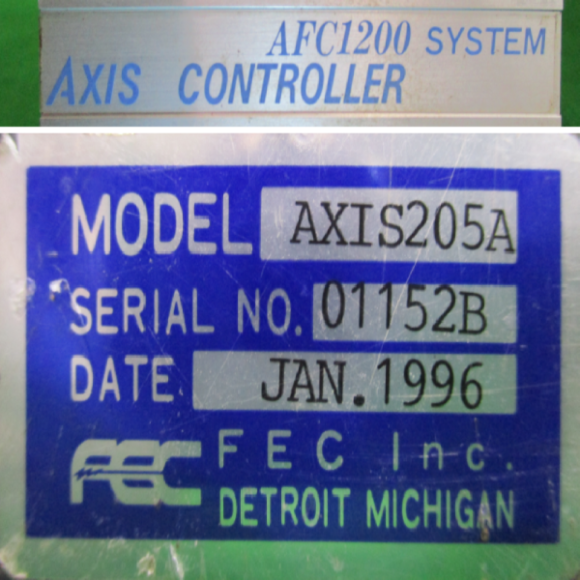 AFC1200 SYSTEM
AXIS CONTROLLER
MODEL AXIS205A
SERIAL NO. 01152B
DATE JAN.1996
FEC FEC Inc.
DETROIT MICHIGAN